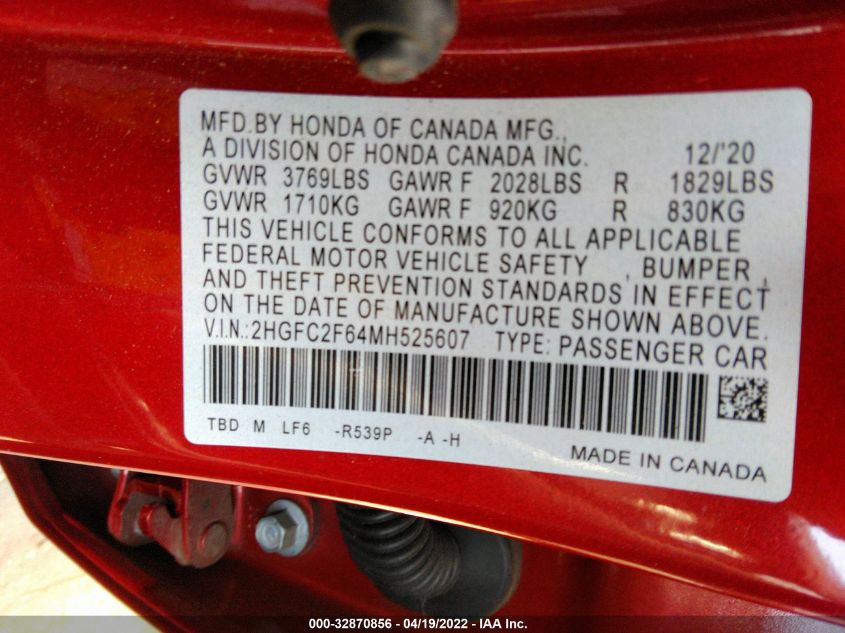 MFD.BY HONDA OF CANADA MFG.,
A DIVISION OF HONDA CANADA INC. 12/'20
GVWR 3769LBS GAWR F 2028LBS R 1829LBS
GVWR 1710KG GAWR F 920KG R 830KG
THIS VEHICLE CONFORMS TO ALL APPLICABLE
FEDERAL MOTOR VEHICLE SAFETY , BUMPER ,
AND THEFT PREVENTION STANDARDS IN EFFECT
ON THE DATE OF MANUFACTURE SHOWN ABOVE.
V.I.N.:2HGFC2F64MH525607 TYPE: PASSENGER CAR
TBD M LF6 -R539P -A -H
MADE IN CANADA
000-32870856 - 04/19/2022 - IAA Inc.